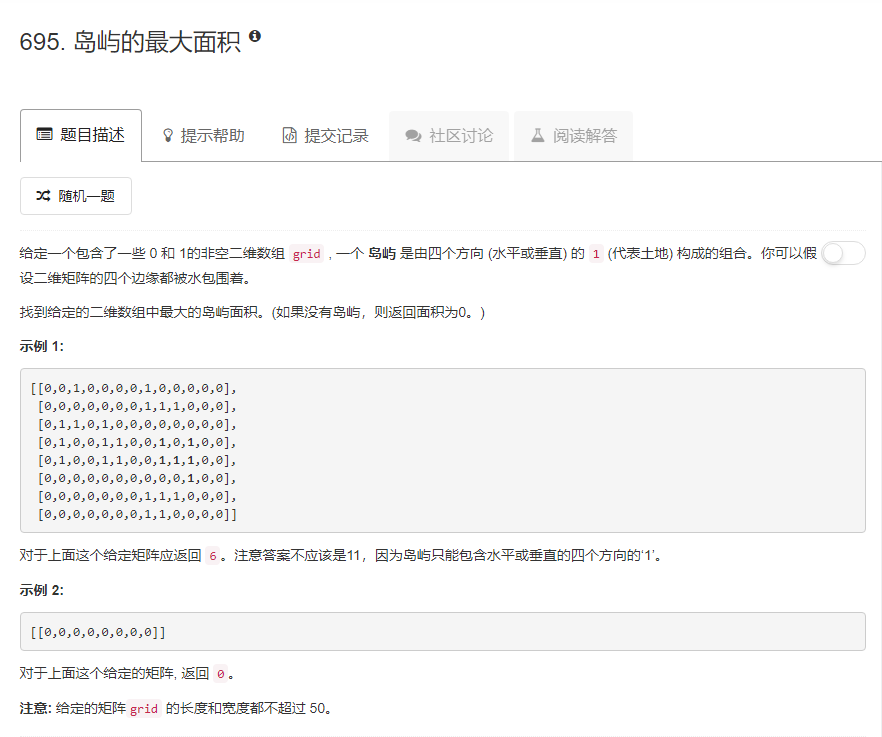 695. 岛屿的最大面积
题目描述
提示帮助
提交记录
社区讨论
阅读解答
随机一题
给定一个包含了一些 0 和 1的非空二维数组 grid , 一个 岛屿 是由四个方向 (水平或垂直) 的 1 (代表土地) 构成的组合。你可以假
设二维矩阵的四个边缘都被水包围着。
找到给定的二维数组中最大的岛屿面积。(如果没有岛屿，则返回面积为0。)
示例 1:
[[0,0,1,0,0,0,0,1,0,0,0,0,0],
[0,0,0,0,0,0,0,1,1,1,0,0,0],
[0,1,1,0,1,0,0,0,0,0,0,0,0],
[0,1,0,0,1,1,0,0,1,0,1,0,0],
[0,1,0,0,1,1,0,0,1,1,1,0,0],
[0,0,0,0,0,0,0,0,0,0,1,0,0],
[0,0,0,0,0,0,0,1,1,1,0,0,0],
[0,0,0,0,0,0,0,1,1,0,0,0,0]]
对于上面这个给定矩阵应返回 6。注意答案不应该是11，因为岛屿只能包含水平或垂直的四个方向的‘1’。
示例 2:
[[0,0,0,0,0,0,0,0]]
对于上面这个给定的矩阵, 返回 0。
注意: 给定的矩阵grid 的长度和宽度都不超过 50。